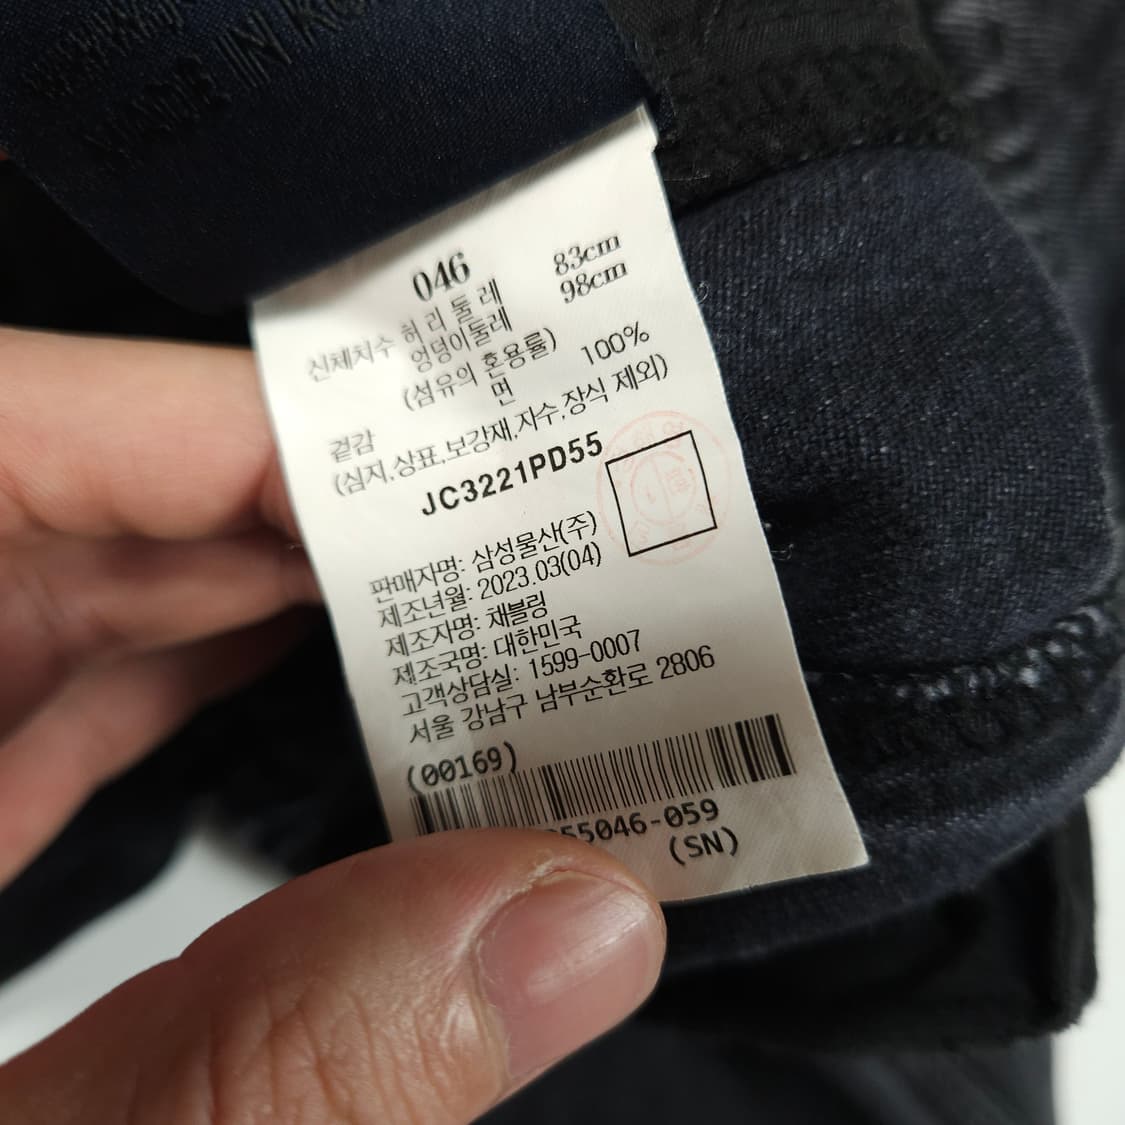 IN KO
046
신체치수 허리둘레 83cm
엉덩이둘레 98cm
(섬유의 혼용률)
겉감 면 100%
(심지,상표,보강재,자수,장식 제외)
JC3221PD55
판매자명: 삼성물산(주)
제조년월: 2023.03(04)
제조자명: 채블링
제조국명: 대한민국
고객상담실: 1599-0007
서울 강남구 남부순환로 2806
(00169)
55046-059
(SN)